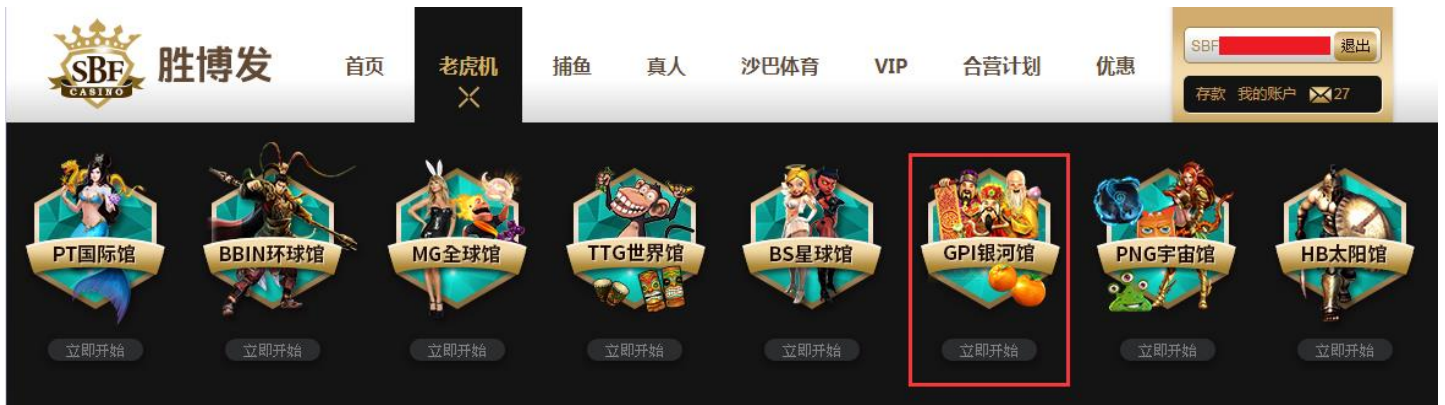 SBF
CASINO
胜博发
首页
老虎机
捕鱼
真人
沙巴体育
VIP
合营计划
优惠
SBF
退出
存款 我的账户 27
PT国际馆
BBIN环球馆
MG全球馆
TTG世界馆
BS星球馆
GPI银河馆
PNG宇宙馆
HB太阳馆
立即开始
立即开始
立即开始
立即开始
立即开始
立即开始
立即开始
立即开始